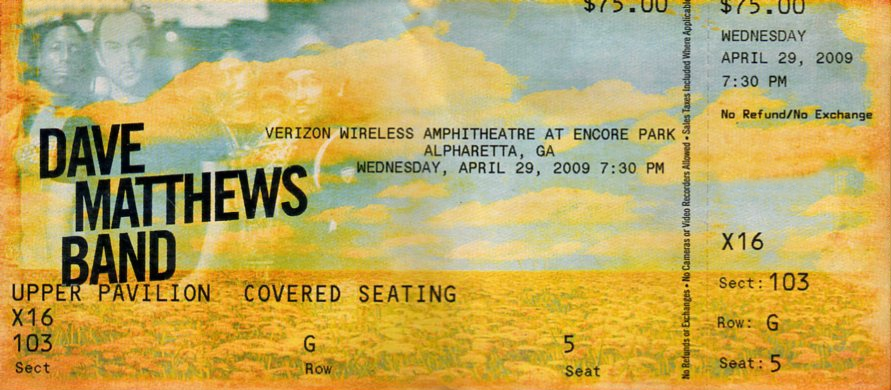 $75.00
DAVE
MATTHEWS
BAND
VERIZON WIRELESS AMPHITHEATRE AT ENCORE PARK
ALPHARETTA, GA
WEDNESDAY, APRIL 29, 2009 7:30 PM
UPPER PAVILION COVERED SEATING
X16
103 G 5
Sect Row Seat
No Refunds or Exchanges • No Cameras or Video Recorders Allowed • Sales Taxes Included Where Applicable
$75.00
WEDNESDAY
APRIL 29, 2009
7:30 PM
No Refund/No Exchange
X16
Sect: 103
Row: G
Seat: 5